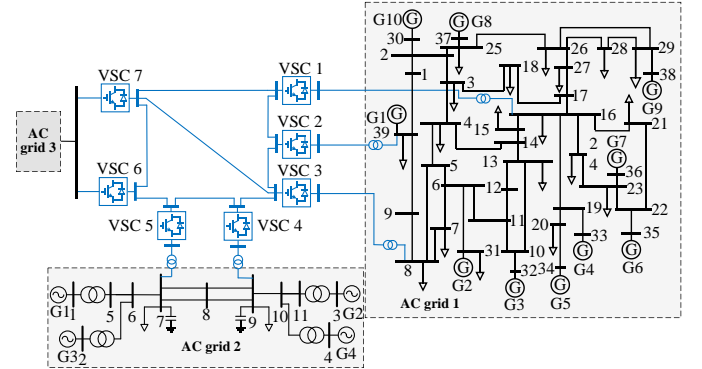 G10 G G G8
30 37
2 25 26 28 29
VSC 7 VSC 1 1 18 27 38
3 17 G G9
AC grid 3
VSC 2 G1 G 39 4 15 16 21
14 2 G7
13 4 G
VSC 6 VSC 3 5 36
6 12 23
VSC 5 VSC 4 9 11 19 22
7 20
31 10 33 35
8 G 32 34 G G
G2 G G G4 G6
AC grid 1 G3 G5
G1 1 5 6 8 10 11 3 G2
7 9
G3 2 AC grid 2 4 G4